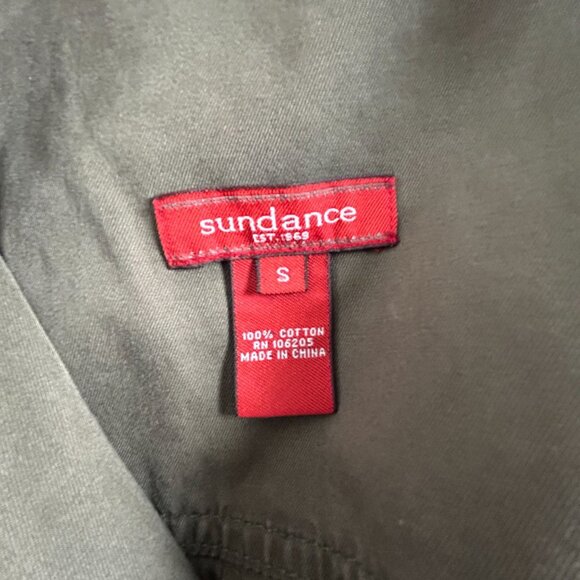 sundance
EST. 1969
S
100% COTTON
RN 106205
MADE IN CHINA